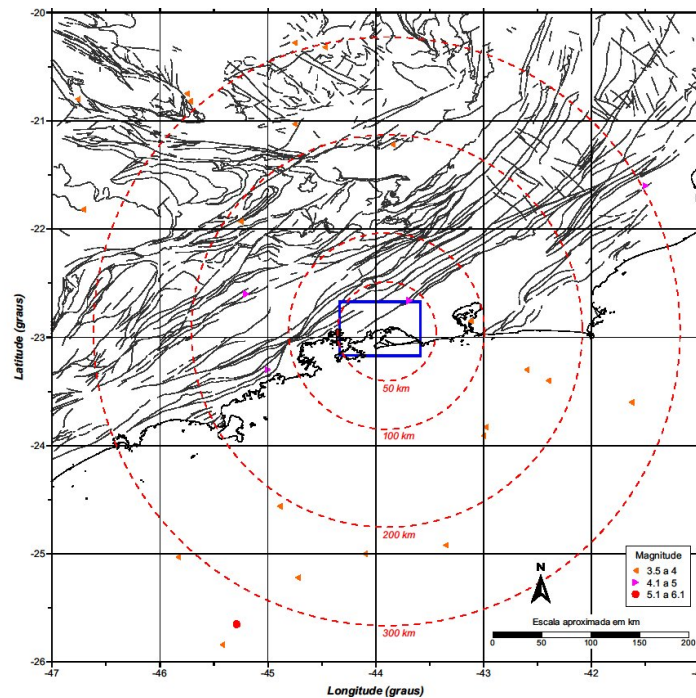 -20
-21
-22
-23
-24
-25
-26
Latitude (graus)
50 km
100 km
200 km
300 km
N
Magnitude
3.5 a 4
4.1 a 5
5.1 a 6.1
Escala aproximada em km
0 50 100 150 200
-47 -46 -45 -44 -43 -42 -41
Longitude (graus)